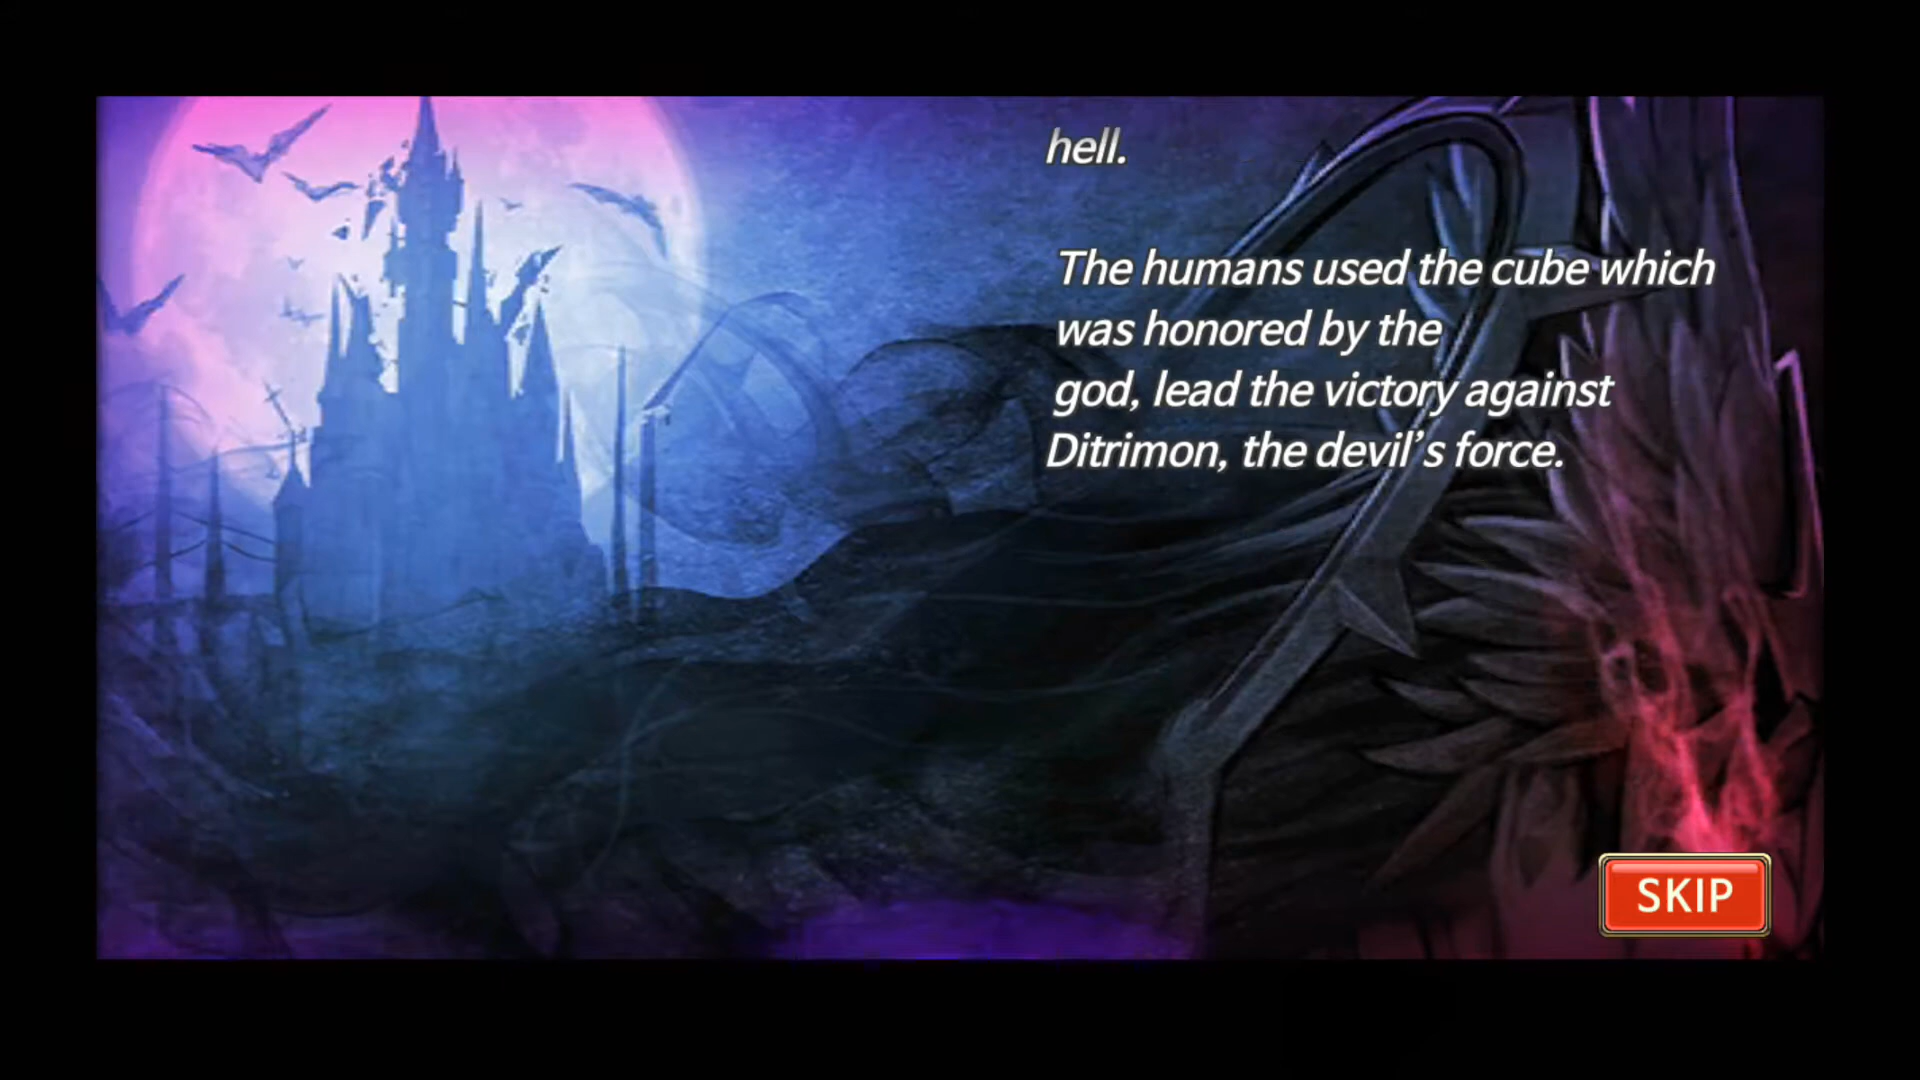 hell.
The humans used the cube which
was honored by the
god, lead the victory against
Ditrimon, the devil's force.
SKIP